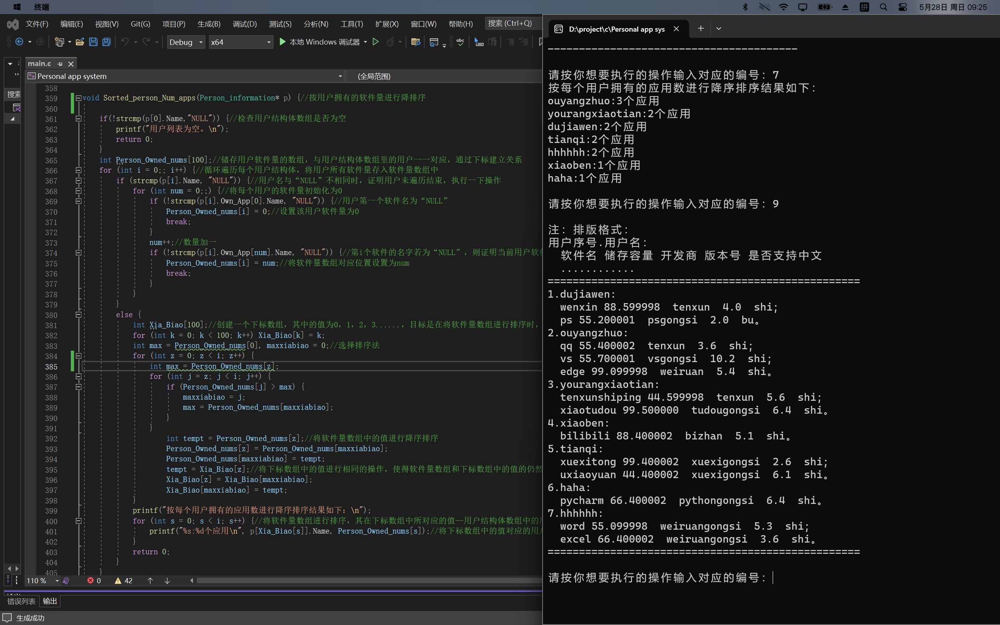 终端
5月28日 周日 09:25
文件(F) 编辑(E) 视图(V) Git(G) 项目(P) 生成(B) 调试(D) 测试(S) 分析(N) 工具(T) 扩展(X) 窗口(W) 帮助(H) 搜索 (Ctrl+Q)
Debug x64 本地 Windows 调试器
main.c
Personal app system (全局范围)
搜索
358
359 void Sorted_person_Num_apps(Person_information* p) {//按用户拥有的软件量进行降排序
360
361 if(!strcmp(p[0].Name,"NULL")) {//检查用户结构体数组是否为空
362 printf("用户列表为空。\n");
363 return 0;
364 }
365 int Person_Owned_nums[100];//储存用户软件量的数组，与用户结构体数组里的用户一一对应，通过下标建立关系
366 for (int i = 0;; i++) {//循环遍历每个用户结构体，将用户所有软件量存入软件量数组中
367 if (strcmp(p[i].Name, "NULL")) {//用户名与“NULL”不相同时，证明用户未遍历结束，执行一下操作
368 for (int num = 0;;) {//将每个用户的软件量初始化为0
369 if (!strcmp(p[i].Own_App[0].Name, "NULL")) {//用户第一个软件名为“NULL”
370 Person_Owned_nums[i] = 0;//设置该用户软件量为0
371 break;
372 }
373 num++;//数量加一
374 if (!strcmp(p[i].Own_App[num].Name, "NULL")) {//第i个软件的名字若为“NULL”，则证明当前用户软件
375 Person_Owned_nums[i] = num;//将软件量数组对应位置设置为num
376 break;
377 }
378 }
379 }
380 else {
381 int Xia_Biao[100];//创建一个下标数组，其中的值为0，1，2，3......，目标是在将软件量数组进行排序时，
382 for (int k = 0; k < 100; k++) Xia_Biao[k] = k;
383 int max = Person_Owned_nums[0], maxxiabiao = 0;//选择排序法
384 for (int z = 0; z < i; z++) {
385 int max = Person_Owned_nums[z];
386 for (int j = z; j < i; j++) {
387 if (Person_Owned_nums[j] > max) {
388 maxxiabiao = j;
389 max = Person_Owned_nums[maxxiabiao];
390 }
391 }
392 int tempt = Person_Owned_nums[z];//将软件量数组中的值进行降序排序
393 Person_Owned_nums[z] = Person_Owned_nums[maxxiabiao];
394 Person_Owned_nums[maxxiabiao] = tempt;
395 tempt = Xia_Biao[z];//将下标数组中的值进行相同的操作，使得软件量数组和下标数组中的值的仍然
396 Xia_Biao[z] = Xia_Biao[maxxiabiao];
397 Xia_Biao[maxxiabiao] = tempt;
398 }
399 printf("按每个用户拥有的应用数进行降序排序结果如下：\n");
400 for (int s = 0; s < i; s++) {//将软件量数组进行排序，其在下标数组中所对应的值--用户结构体数组中的
401 printf("%s:%d个应用\n", p[Xia_Biao[s]].Name, Person_Owned_nums[s]);//将下标数组中的值对应的用
402 }
403 return 0;
404 }
405 }
110 % 0 42
错误列表 输出
生成成功
D:\project\c\Personal app sys
----------------------------------------
请按你想要执行的操作输入对应的编号：7
按每个用户拥有的应用数进行降序排序结果如下：
ouyangzhuo:3个应用
yourangxiaotian:2个应用
dujiawen:2个应用
tianqi:2个应用
hhhhhh:2个应用
xiaoben:1个应用
haha:1个应用
请按你想要执行的操作输入对应的编号：9
注：排版格式：
用户序号.用户名：
软件名 储存容量 开发商 版本号 是否支持中文
............
==================================================
1.dujiawen:
wenxin 88.599998 tenxun 4.0 shi;
ps 55.200001 psgongsi 2.0 bu。
2.ouyangzhuo:
qq 55.400002 tenxun 3.6 shi;
vs 55.700001 vsgongsi 10.2 shi;
edge 99.099998 weiruan 5.4 shi。
3.yourangxiaotian:
tenxunshiping 44.599998 tenxun 5.6 shi;
xiaotudou 99.500000 tudougongsi 6.4 shi。
4.xiaoben:
bilibili 88.400002 bizhan 5.1 shi。
5.tianqi:
xuexitong 99.400002 xuexigongsi 2.6 shi;
uxiaoyuan 44.400002 xuexigongsi 6.1 shi。
6.haha:
pycharm 66.400002 pythongongsi 6.4 shi。
7.hhhhhh:
word 55.099998 weiruangongsi 5.3 shi;
excel 66.400002 weiruangongsi 3.6 shi。
==================================================
请按你想要执行的操作输入对应的编号：